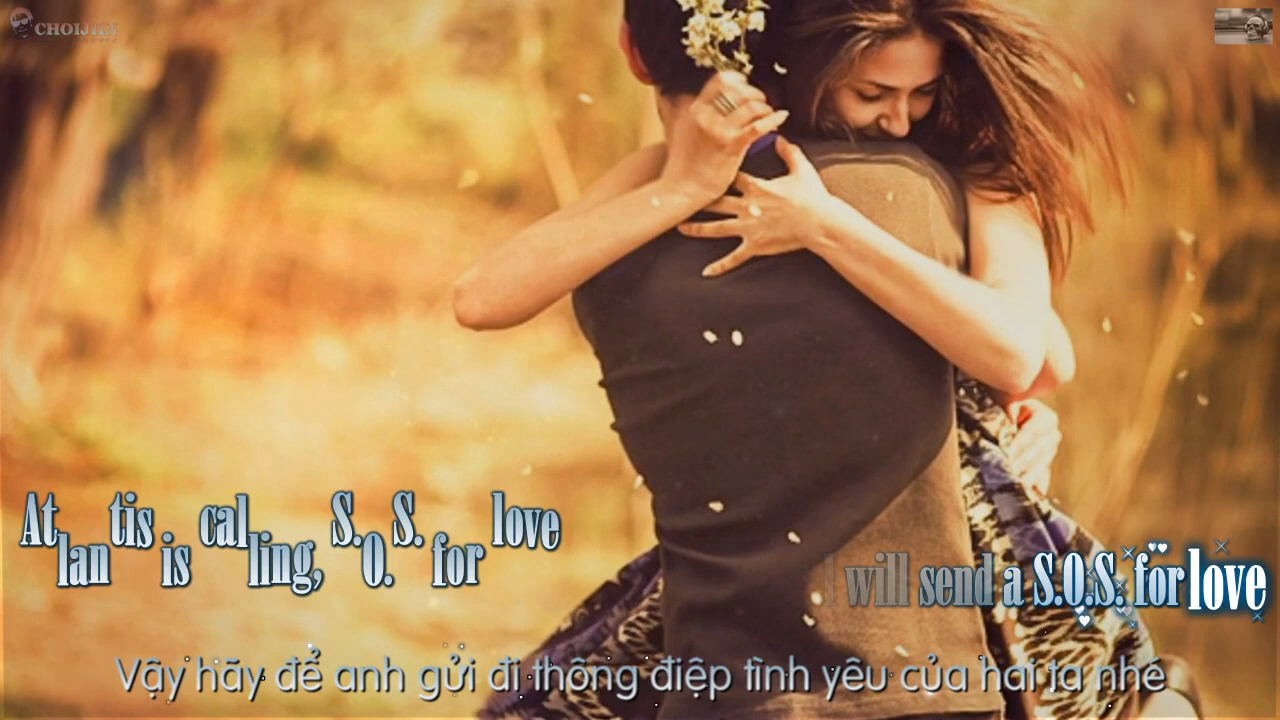 CHOIJIN
Atlantis is calling, S.O.S. for love
I will send a S.O.S. for love
Vậy hãy để anh gửi đi thông điệp tình yêu của hai ta nhé